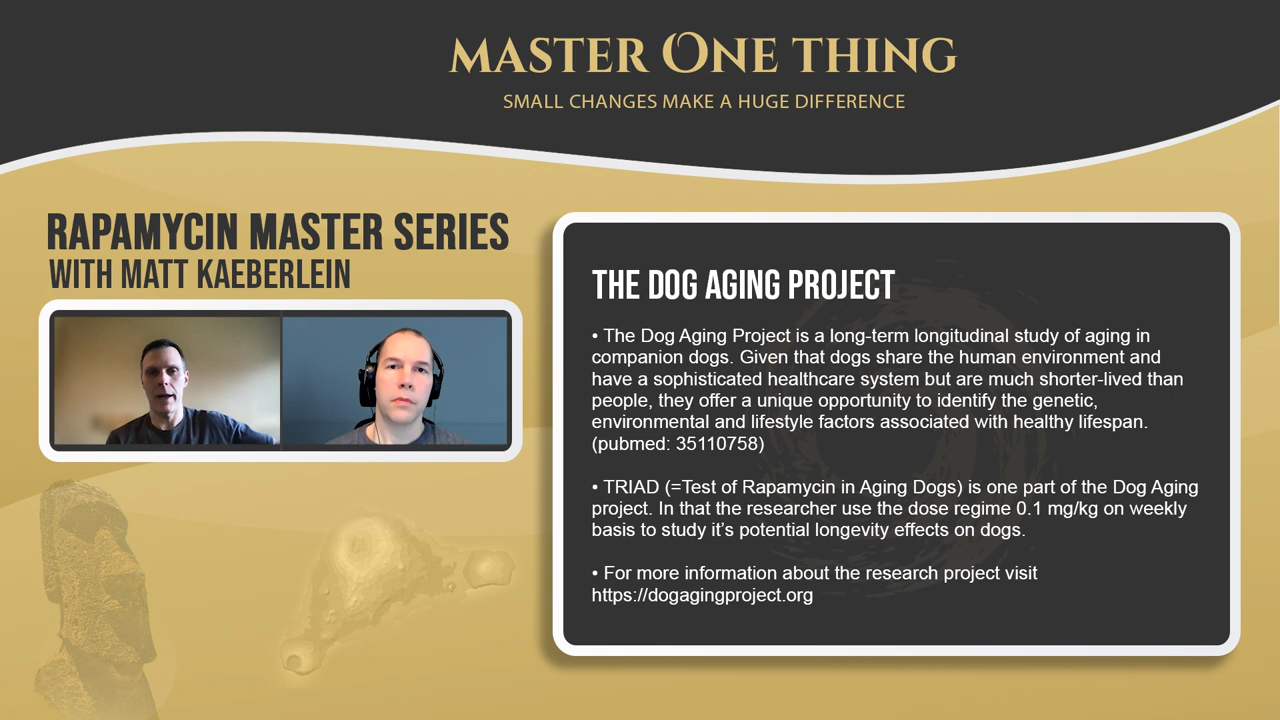 MASTER ONE THING
SMALL CHANGES MAKE A HUGE DIFFERENCE
RAPAMYCIN MASTER SERIES
WITH MATT KAEBERLEIN
THE DOG AGING PROJECT
• The Dog Aging Project is a long-term longitudinal study of aging in
companion dogs. Given that dogs share the human environment and
have a sophisticated healthcare system but are much shorter-lived than
people, they offer a unique opportunity to identify the genetic,
environmental and lifestyle factors associated with healthy lifespan.
(pubmed: 35110758)
• TRIAD (=Test of Rapamycin in Aging Dogs) is one part of the Dog Aging
project. In that the researcher use the dose regime 0.1 mg/kg on weekly
basis to study it’s potential longevity effects on dogs.
• For more information about the research project visit
https://dogagingproject.org